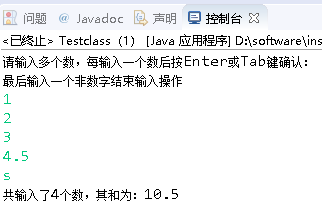 问题 @ Javadoc 声明 控制台
<已终止> Testclass (1) [Java 应用程序] D:\software\ins
请输入多个数，每输入一个数后按Enter或Tab键确认：
最后输入一个非数字结束输入操作
1
2
3
4.5
s
共输入了4个数，其和为：10.5